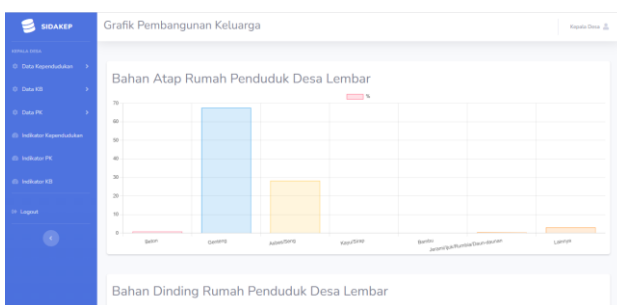 SIDAKEP
Grafik Pembangunan Keluarga
Kepala Desa
KEPALA DESA
Data Kependudukan
Data KB
Data PK
Indikator Kependudukan
Indikator PK
Indikator KB
Logout
Bahan Atap Rumah Penduduk Desa Lembar
%
70
60
50
40
30
20
10
0
Beton
Genteng
Asbes/Seng
Kayu/Sirap
Bambu
Jerami/Ijuk/Rumbia/Daun-daunan
Lainnya
Bahan Dinding Rumah Penduduk Desa Lembar